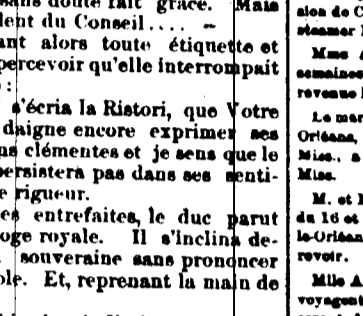 sans doute fait grâce. Mais
dent du Conseil.... –
ant alors toute étiquette et
percevoir qu'elle interrompait
:
s'écria la Ristori, que Votre
daigne encore exprimer ses
ns clémentes et je sens que le
persistera pas dans ses senti-
e rigueur.
es entrefaites, le duc parut
oge royale. Il s'inclina de-
souveraine sans prononcer
ole. Et, reprenant la main de
sion de C
steamer
Mme
semaines
revenue
Le mar
Orléans,
Miss., a
Miss.
M. et
du 16 et
le-Orléan
revoir.
Mlle A
voyagent